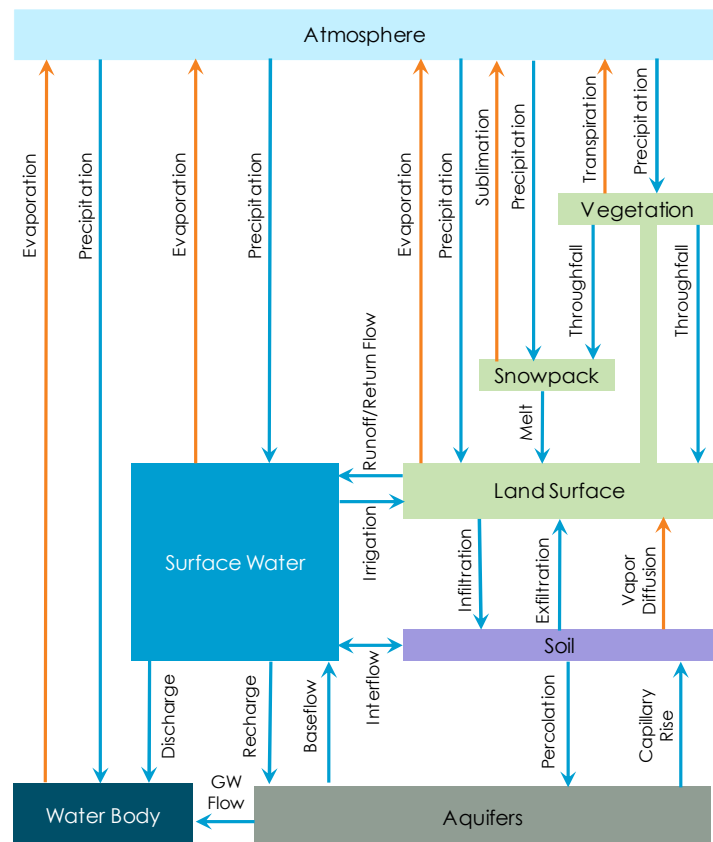 Atmosphere
Evaporation
Precipitation
Evaporation
Precipitation
Evaporation
Precipitation
Sublimation
Precipitation
Transpiration
Precipitation
Vegetation
Throughfall
Throughfall
Snowpack
Melt
Runoff/Return Flow
Irrigation
Land Surface
Surface Water
Infiltration
Exfiltration
Vapor
Diffusion
Soil
Interflow
Discharge
Recharge
Baseflow
Percolation
Capillary
Rise
GW
Flow
Water Body
Aquifers